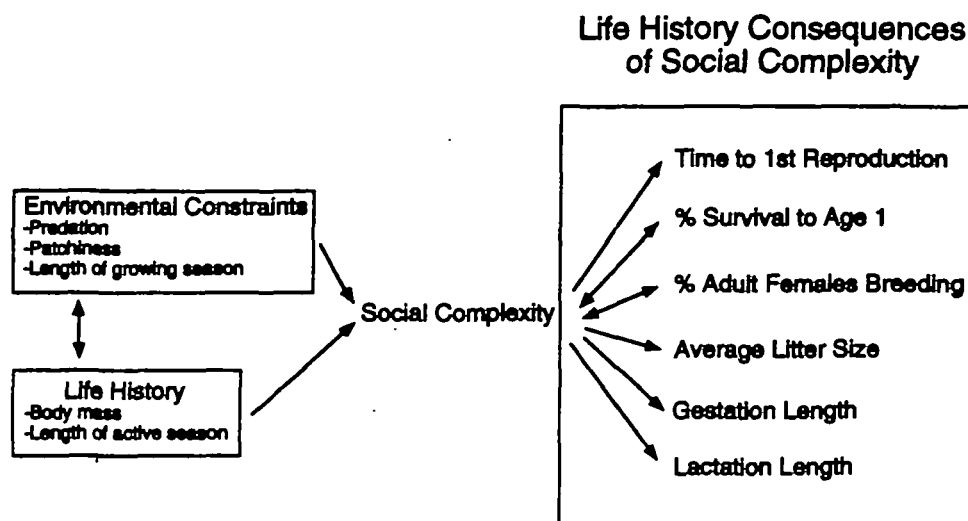 Life History Consequences
of Social Complexity
Environmental Constraints
-Predation
-Patchiness
-Length of growing season
Life History
-Body mass
-Length of active season
Social Complexity
Time to 1st Reproduction
% Survival to Age 1
% Adult Females Breeding
Average Litter Size
Gestation Length
Lactation Length